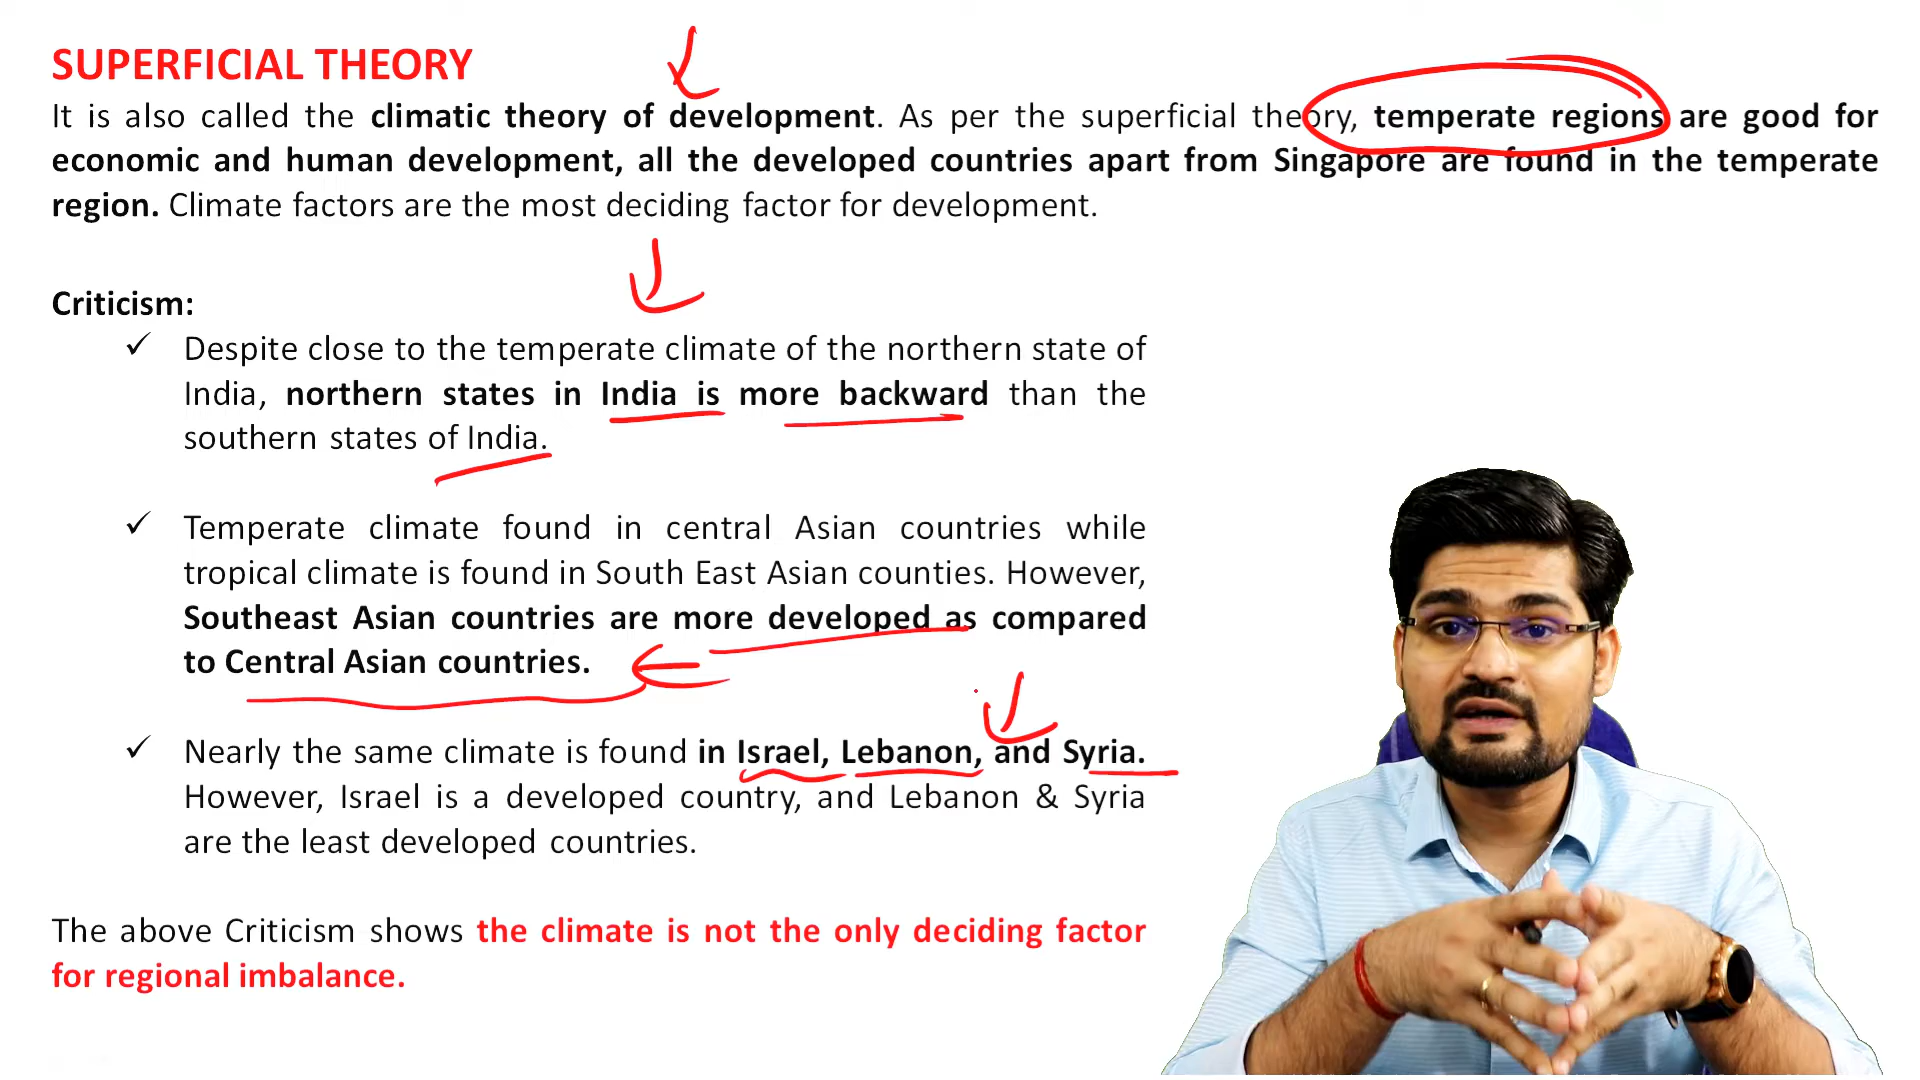 SUPERFICIAL THEORY
It is also called the climatic theory of development. As per the superficial theory, temperate regions are good for
economic and human development, all the developed countries apart from Singapore are found in the temperate
region. Climate factors are the most deciding factor for development.
Criticism:
✓ Despite close to the temperate climate of the northern state of
India, northern states in India is more backward than the
southern states of India.
✓ Temperate climate found in central Asian countries while
tropical climate is found in South East Asian counties. However,
Southeast Asian countries are more developed as compared
to Central Asian countries.
✓ Nearly the same climate is found in Israel, Lebanon, and Syria.
However, Israel is a developed country, and Lebanon & Syria
are the least developed countries.
The above Criticism shows the climate is not the only deciding factor
for regional imbalance.